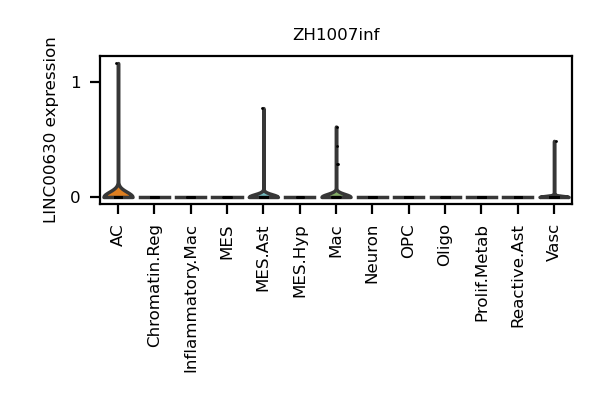 ZH1007inf
LINC00630 expression
1
0
AC
Chromatin.Reg
Inflammatory.Mac
MES
MES.Ast
MES.Hyp
Mac
Neuron
OPC
Oligo
Prolif.Metab
Reactive.Ast
Vasc